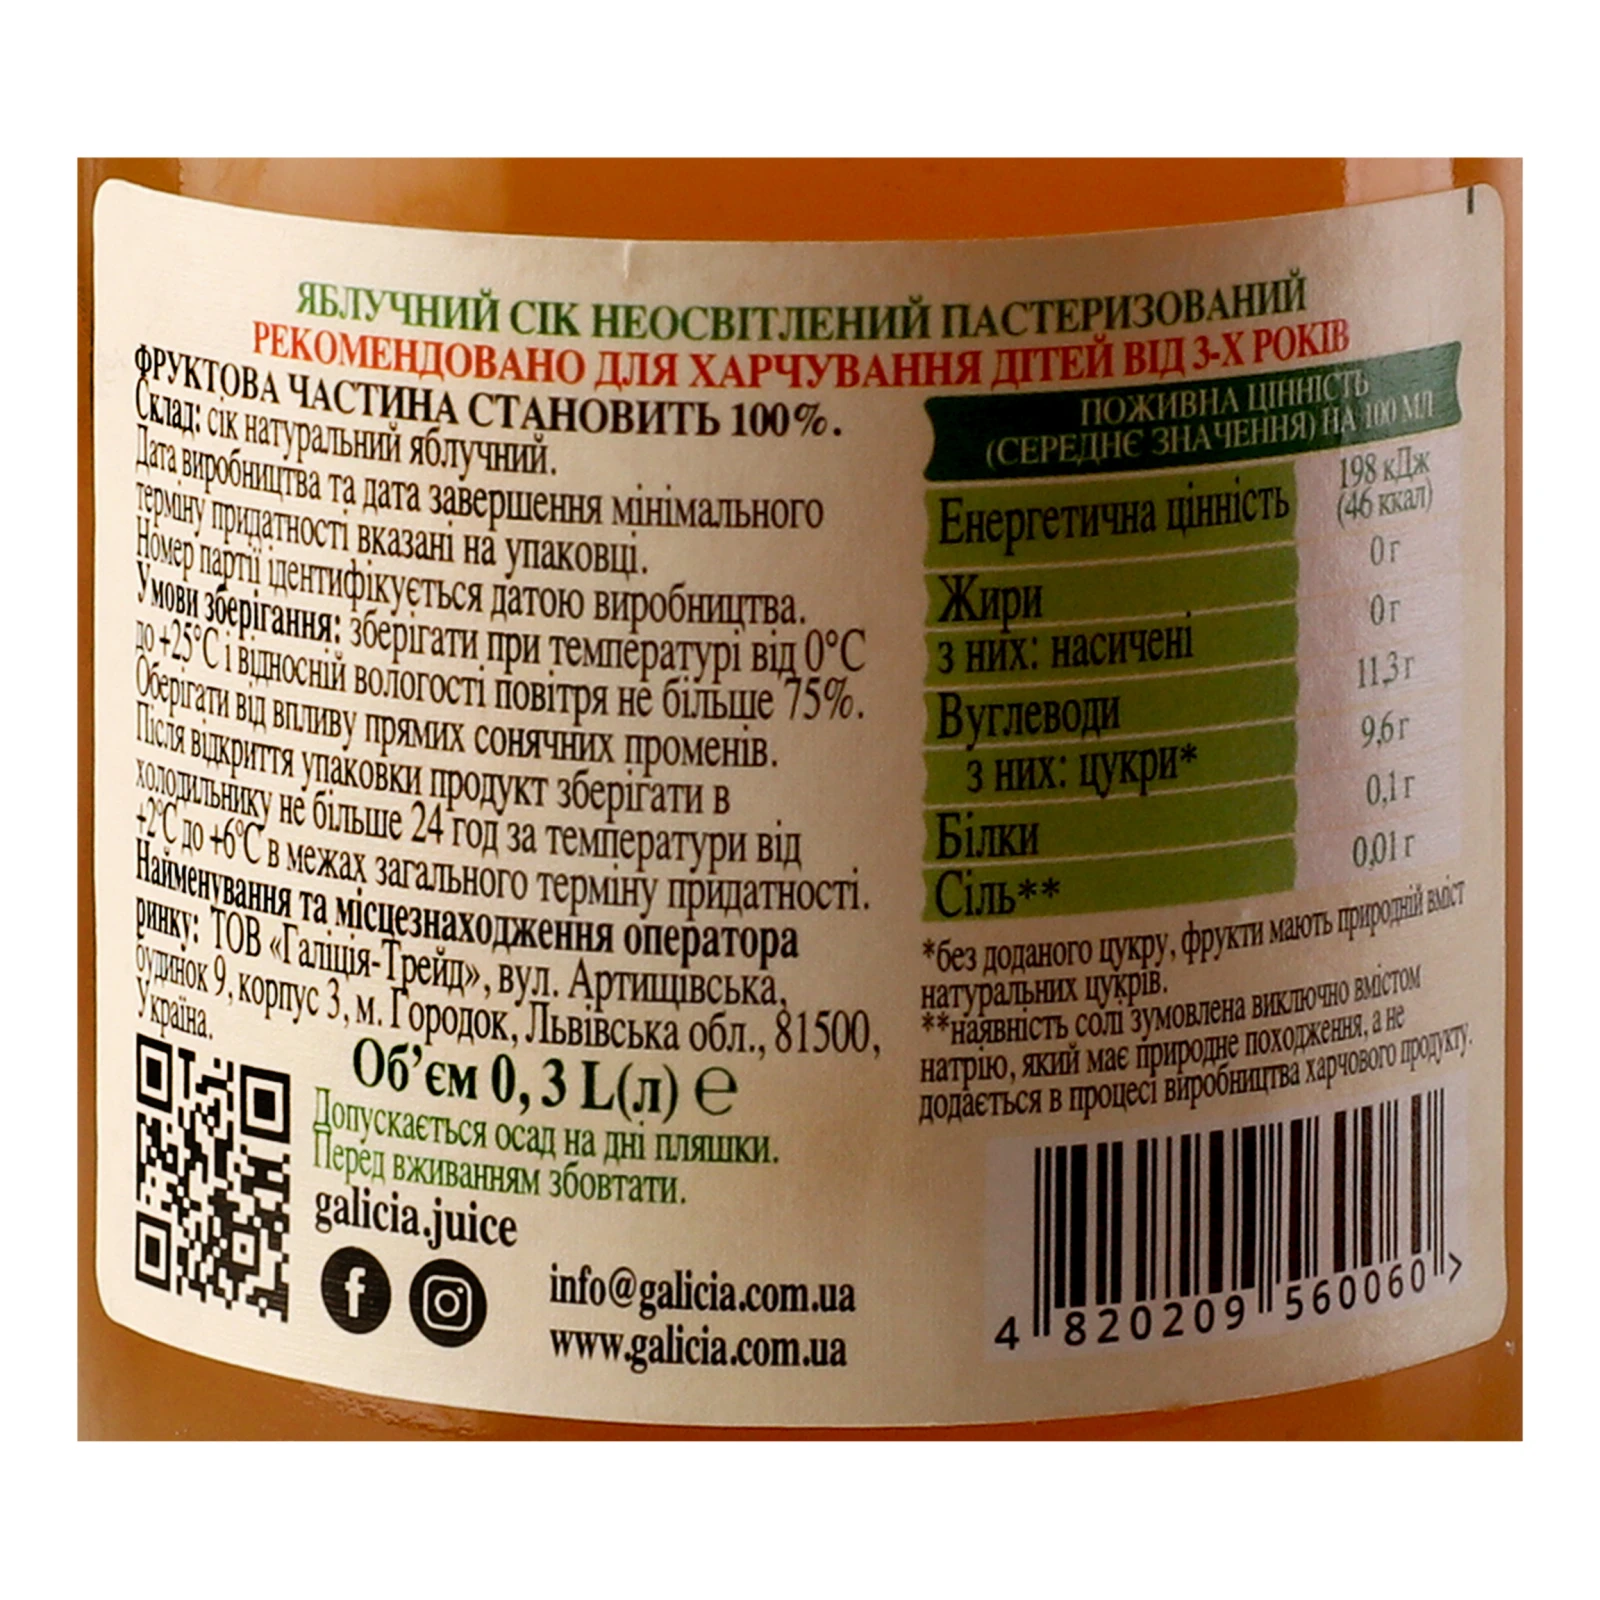 ЯБЛУЧНИЙ СІК НЕОСВІТЛЕНИЙ ПАСТЕРИЗОВАНИЙ
РЕКОМЕНДОВАНО ДЛЯ ХАРЧУВАННЯ ДІТЕЙ ВІД 3-Х РОКІВ
ФРУКТОВА ЧАСТИНА СТАНОВИТЬ 100%.
Склад: сік натуральний яблучний.
Дата виробництва та дата завершення мінімального
терміну придатності вказані на упаковці.
Номер партії ідентифікується датою виробництва.
Умови зберігання: зберігати при температурі від 0°С
до +25°С і відносній вологості повітря не більше 75%.
Оберігати від впливу прямих сонячних променів.
Після відкриття упаковки продукт зберігати в
холодильнику не більше 24 год за температури від
+2°С до +6°С в межах загального терміну придатності.
Найменування та місцезнаходження оператора
ринку: ТОВ «Галіція-Трейд», вул. Артищівська,
будинок 9, корпус 3, м. Городок, Львівська обл., 81500,
Україна.
Об’єм 0, 3 L(л) ℮
Допускається осад на дні пляшки.
Перед вживанням збовтати.
galicia.juice
info@galicia.com.ua
www.galicia.com.ua
ПОЖИВНА ЦІННІСТЬ
(СЕРЕДНЄ ЗНАЧЕННЯ) НА 100 МЛ
Енергетична цінність 198 кДж
(46 ккал)
Жири 0 г
з них: насичені 0 г
Вуглеводи 11,3 г
з них: цукри* 9,6 г
Білки 0,1 г
Сіль** 0,01 г
*без доданого цукру, фрукти мають природній вміст
натуральних цукрів.
**наявність солі зумовлена виключно вмістом
натрію, який має природне походження, а не
додається в процесі виробництва харчового продукту.
4 820209 560060 >